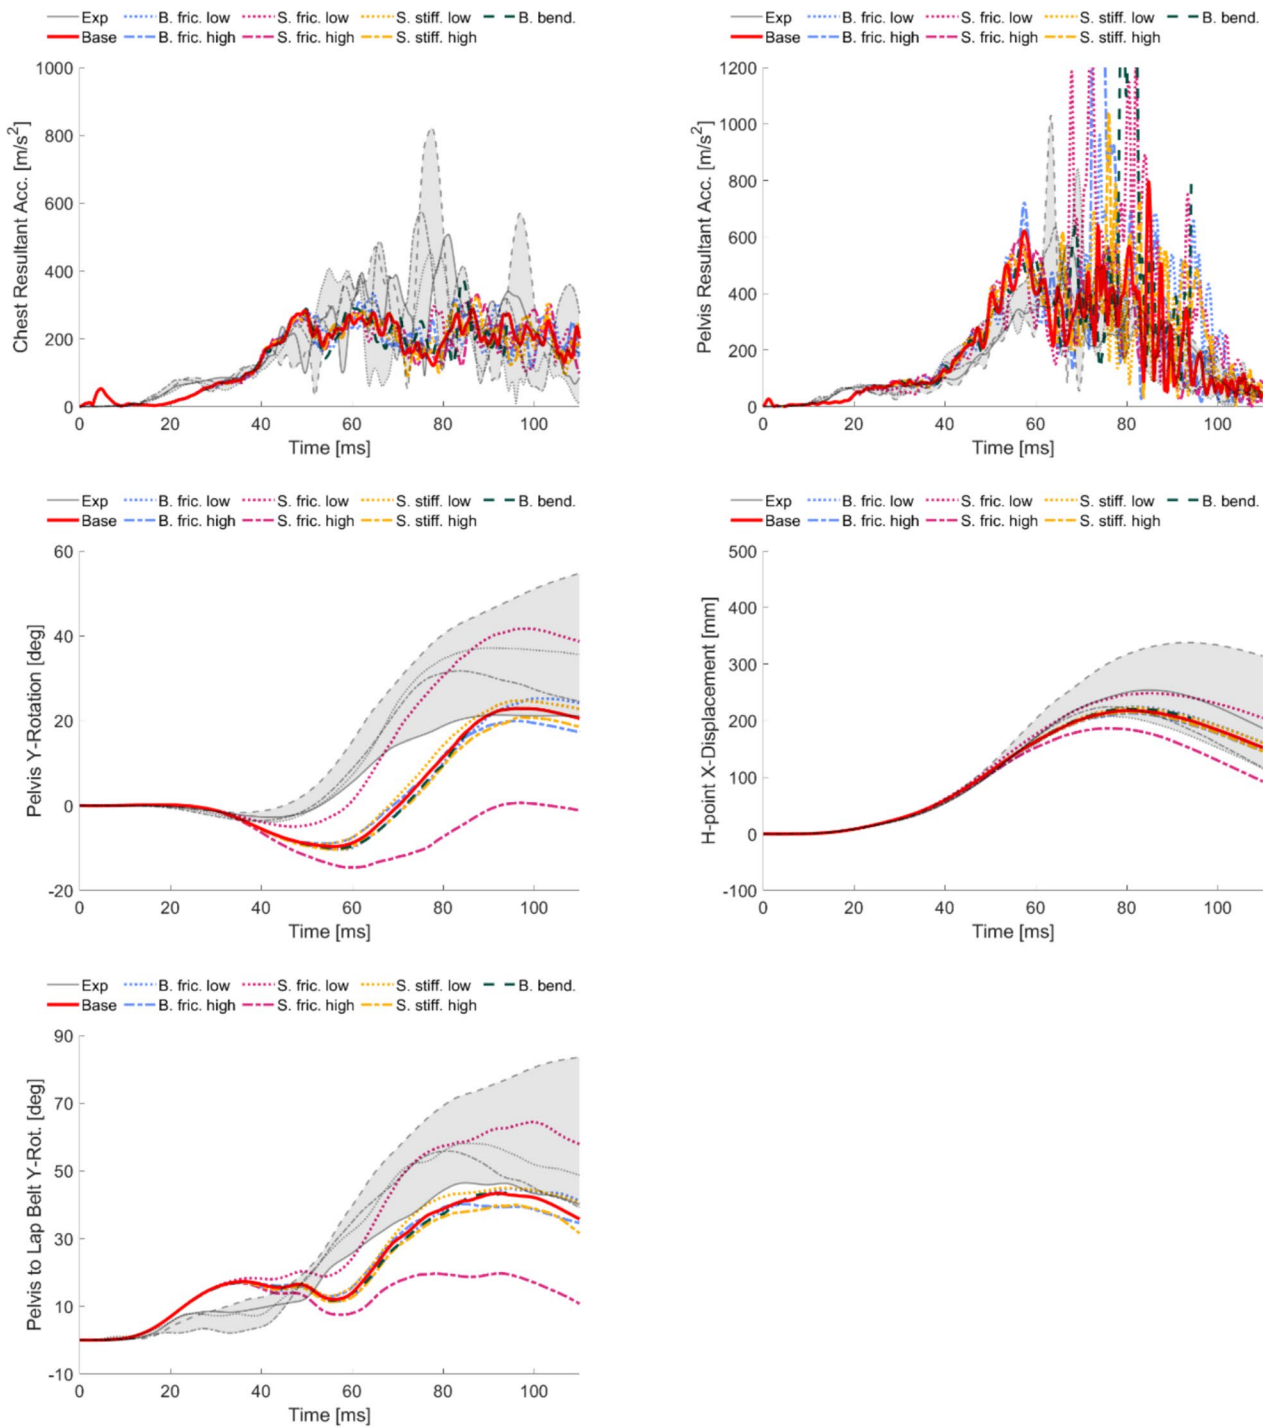 Exp B. fric. low S. fric. low S. stiff. low B. bend.
Base B. fric. high S. fric. high S. stiff. high
1000
800
600
400
200
0
0 20 40 60 80 100
Chest Resultant Acc. [m/s²]
Time [ms]
Exp B. fric. low S. fric. low S. stiff. low B. bend.
Base B. fric. high S. fric. high S. stiff. high
1200
1000
800
600
400
200
0
0 20 40 60 80 100
Pelvis Resultant Acc. [m/s²]
Time [ms]
Exp B. fric. low S. fric. low S. stiff. low B. bend.
Base B. fric. high S. fric. high S. stiff. high
60
40
20
0
-20
0 20 40 60 80 100
Pelvis Y-Rotation [deg]
Time [ms]
Exp B. fric. low S. fric. low S. stiff. low B. bend.
Base B. fric. high S. fric. high S. stiff. high
500
400
300
200
100
0
-100
0 20 40 60 80 100
H-point X-Displacement [mm]
Time [ms]
Exp B. fric. low S. fric. low S. stiff. low B. bend.
Base B. fric. high S. fric. high S. stiff. high
90
70
50
30
10
-10
0 20 40 60 80 100
Pelvis to Lap Belt Y-Rot. [deg]
Time [ms]